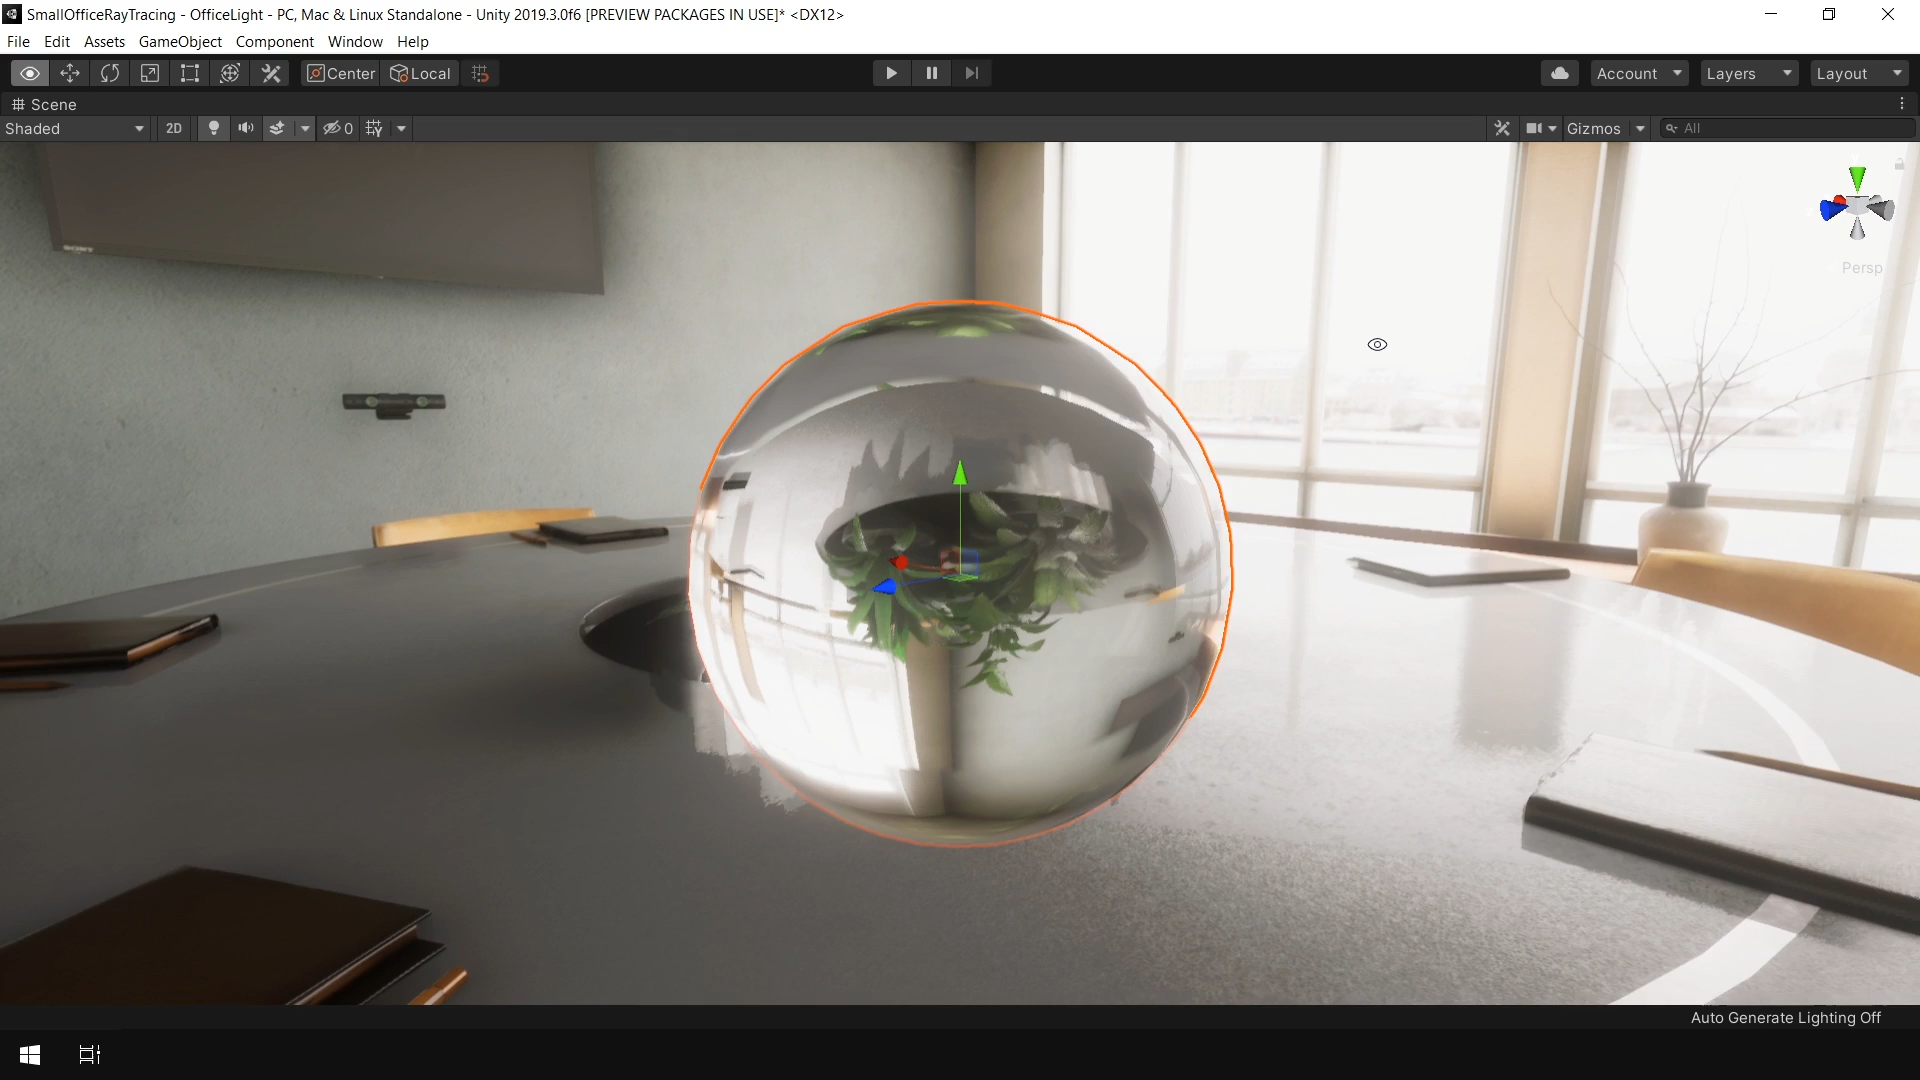 SmallOfficeRayTracing - OfficeLight - PC, Mac & Linux Standalone - Unity 2019.3.0f6 [PREVIEW PACKAGES IN USE]* <DX12>
File Edit Assets GameObject Component Window Help
Center Local Account Layers Layout
Scene
Shaded 2D 0 Gizmos All
SONY
Persp
Auto Generate Lighting Off